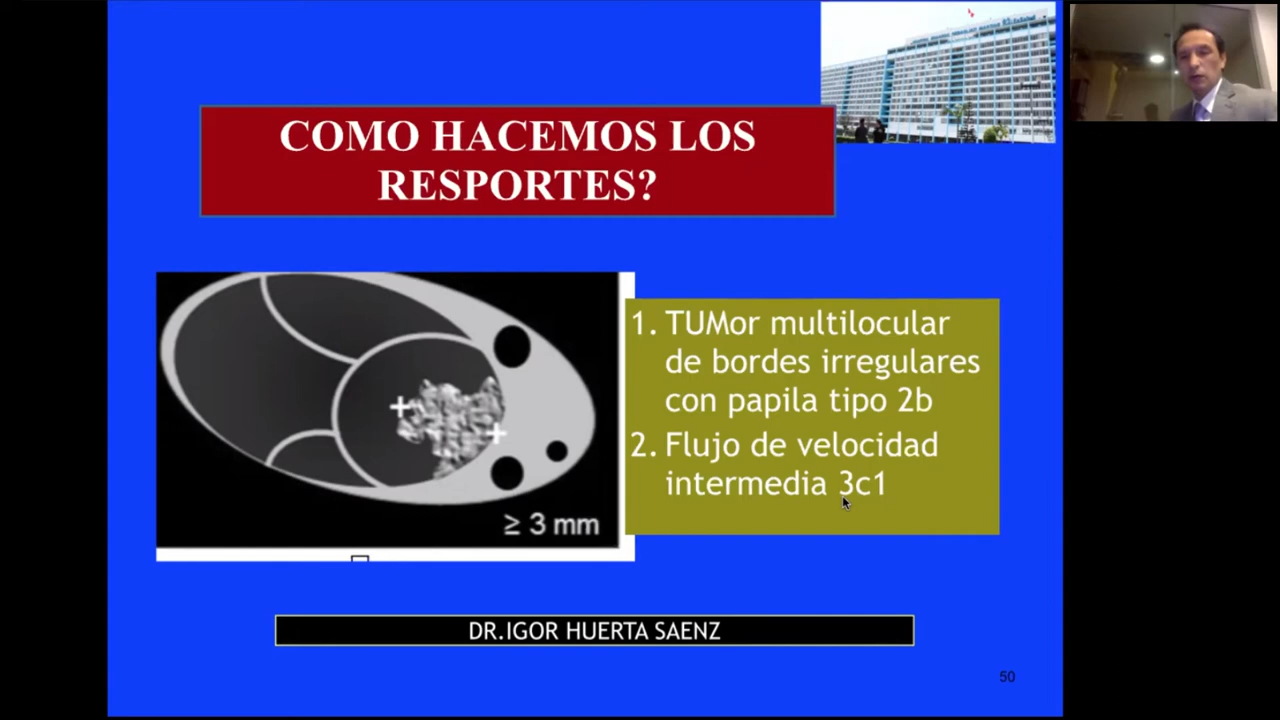 COMO HACEMOS LOS
RESPORTES?
1. TUMor multilocular
de bordes irregulares
con papila tipo 2b
2. Flujo de velocidad
intermedia 3c1
≥ 3 mm
DR.IGOR HUERTA SAENZ
50